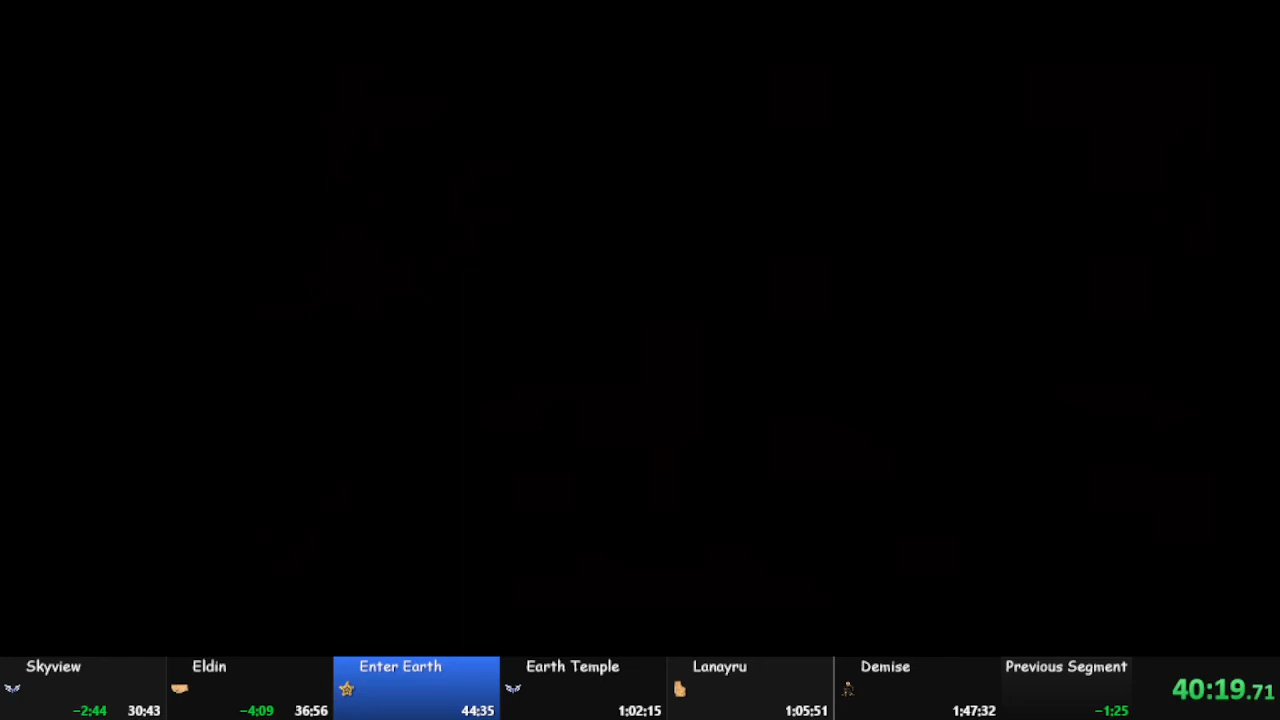 Skyview Eldin Enter Earth Earth Temple Lanayru Demise Previous Segment
40:19.71
−2:44 30:43 −4:09 36:56 44:35 1:02:15 1:05:51 1:47:32 −1:25